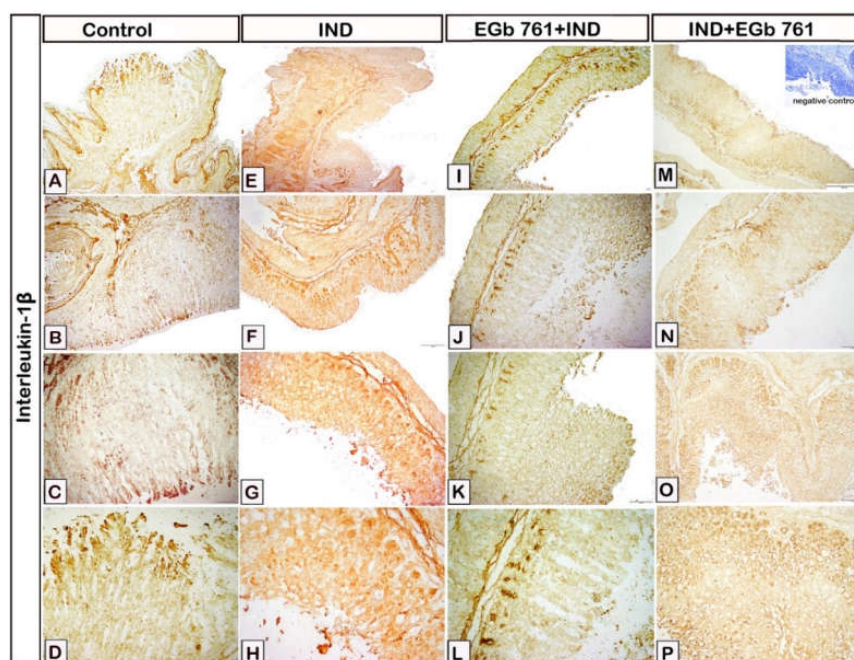 Control
IND
EGb 761+IND
IND+EGb 761
Interleukin-1β
negative control
A
E
I
M
B
F
J
N
C
G
K
O
D
H
L
P